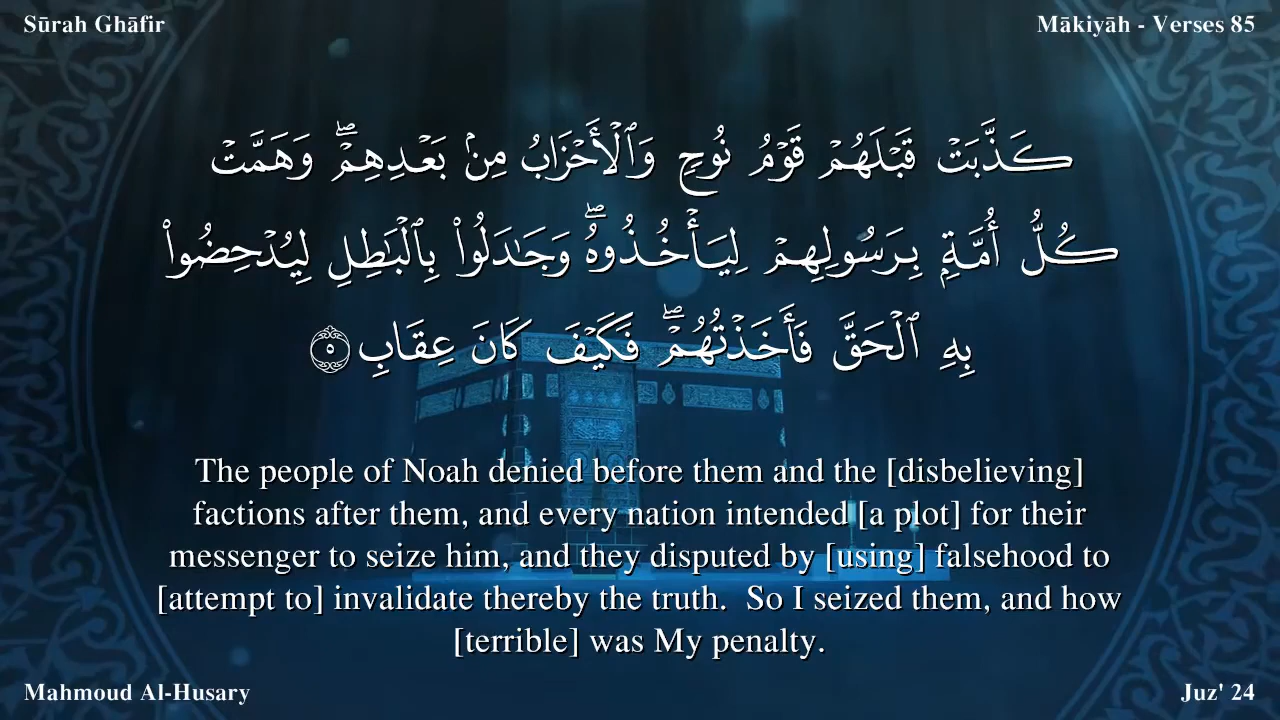 Sūrah Ghāfir
Mākiyāh - Verses 85
كَذَّبَتْ قَبْلَهُمْ قَوْمُ نُوحٍ وَٱلْأَحْزَابُ مِنۢ بَعْدِهِمْ ۖ وَهَمَّتْ
كُلُّ أُمَّةٍۭ بِرَسُولِهِمْ لِيَأْخُذُوهُ ۖ وَجَـٰدَلُوا۟ بِٱلْبَـٰطِلِ لِيُدْحِضُوا۟
بِهِ ٱلْحَقَّ فَأَخَذْتُهُمْ ۖ فَكَيْفَ كَانَ عِقَابِ ٥
The people of Noah denied before them and the [disbelieving]
factions after them, and every nation intended [a plot] for their
messenger to seize him, and they disputed by [using] falsehood to
[attempt to] invalidate thereby the truth.  So I seized them, and how
[terrible] was My penalty.
Mahmoud Al-Husary
Juz' 24